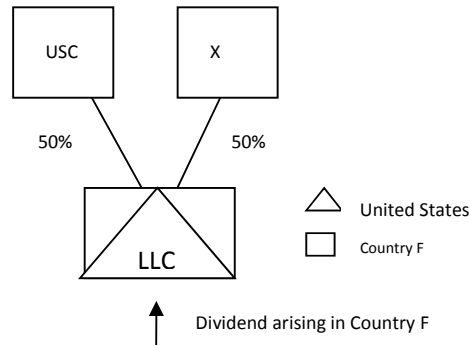 USC
X
50%
50%
United States
LLC
Country F
Dividend arising in Country F